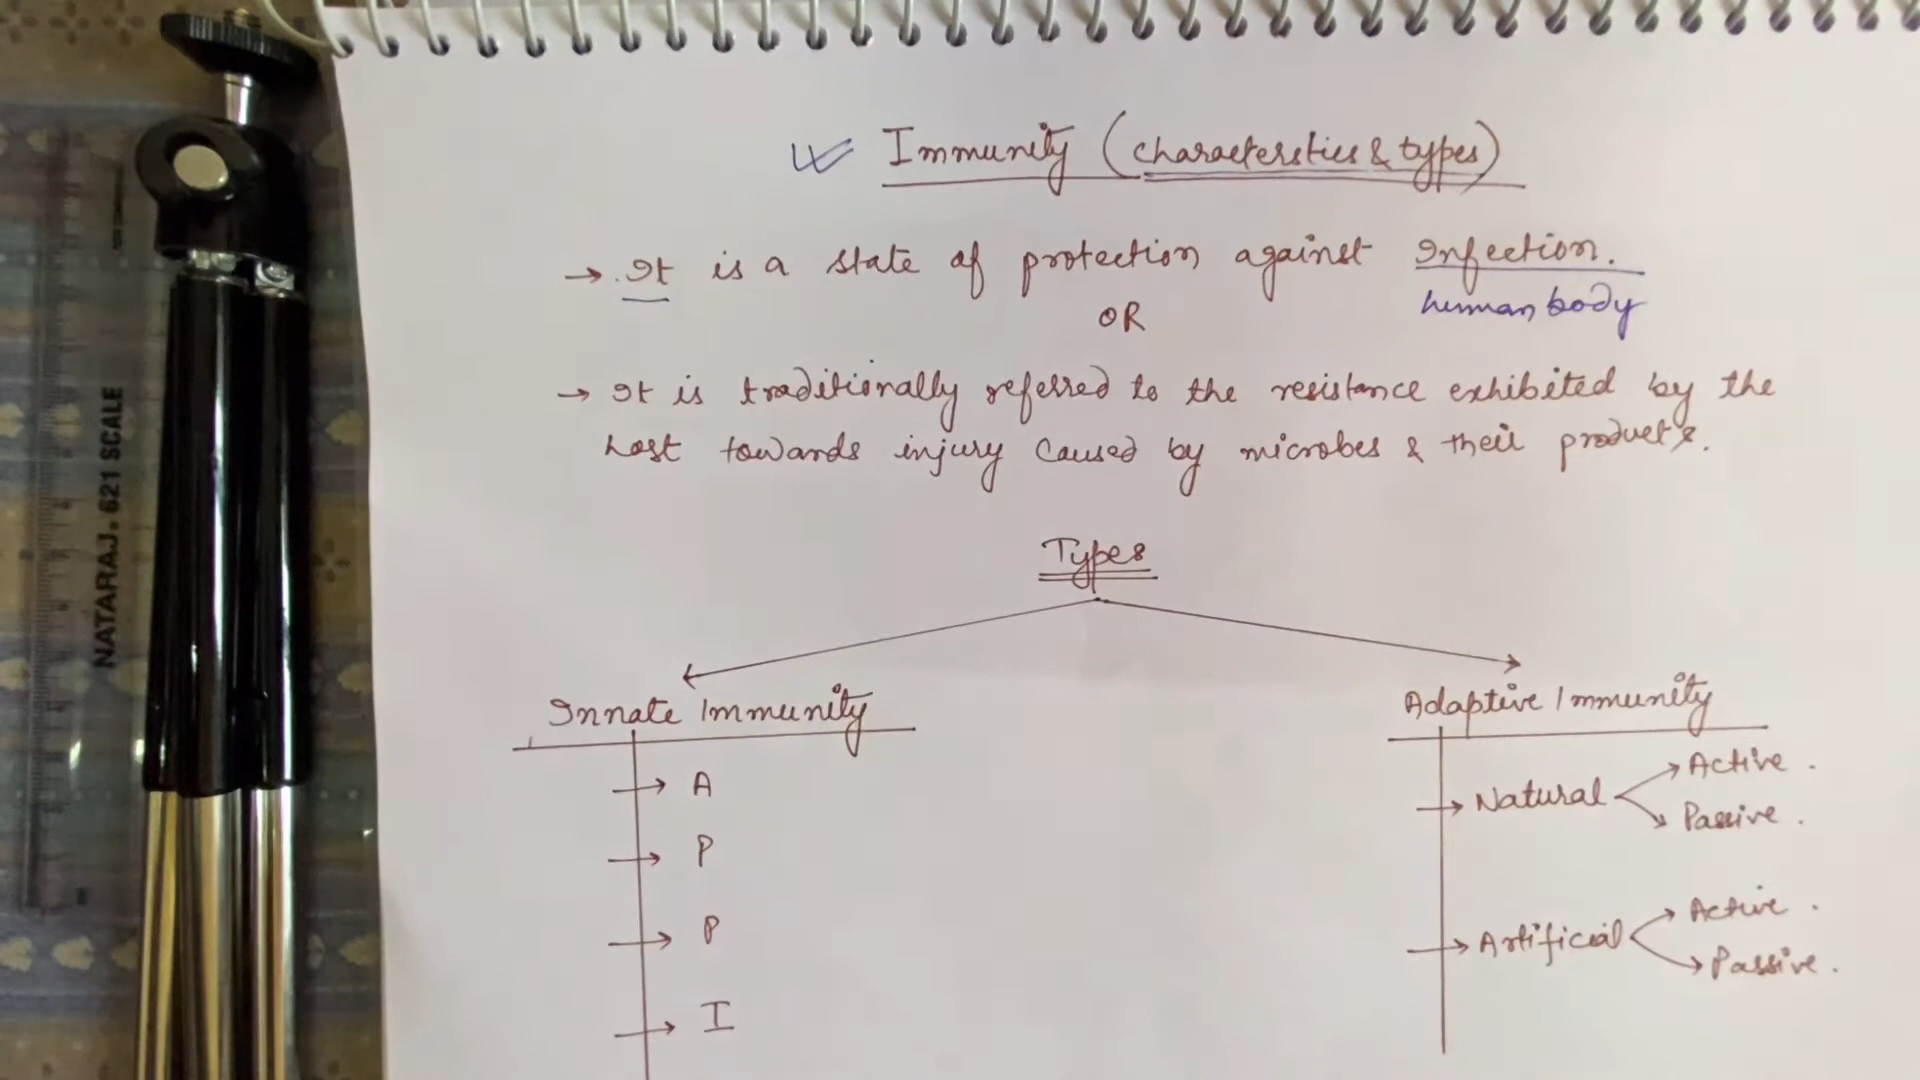 Immunity (characterstics & types)
→ It is a state of protection against Infection.
human body
OR
→ It is traditionally referred to the resistance exhibited by the
host towards injury caused by microbes & their products.
Types
Innate Immunity
→ A
→ P
→ P
→ I
Adaptive Immunity
→ Natural
Active .
Passive .
→ Artificial
Active .
Passive .
NATARAJ. 621 SCALE